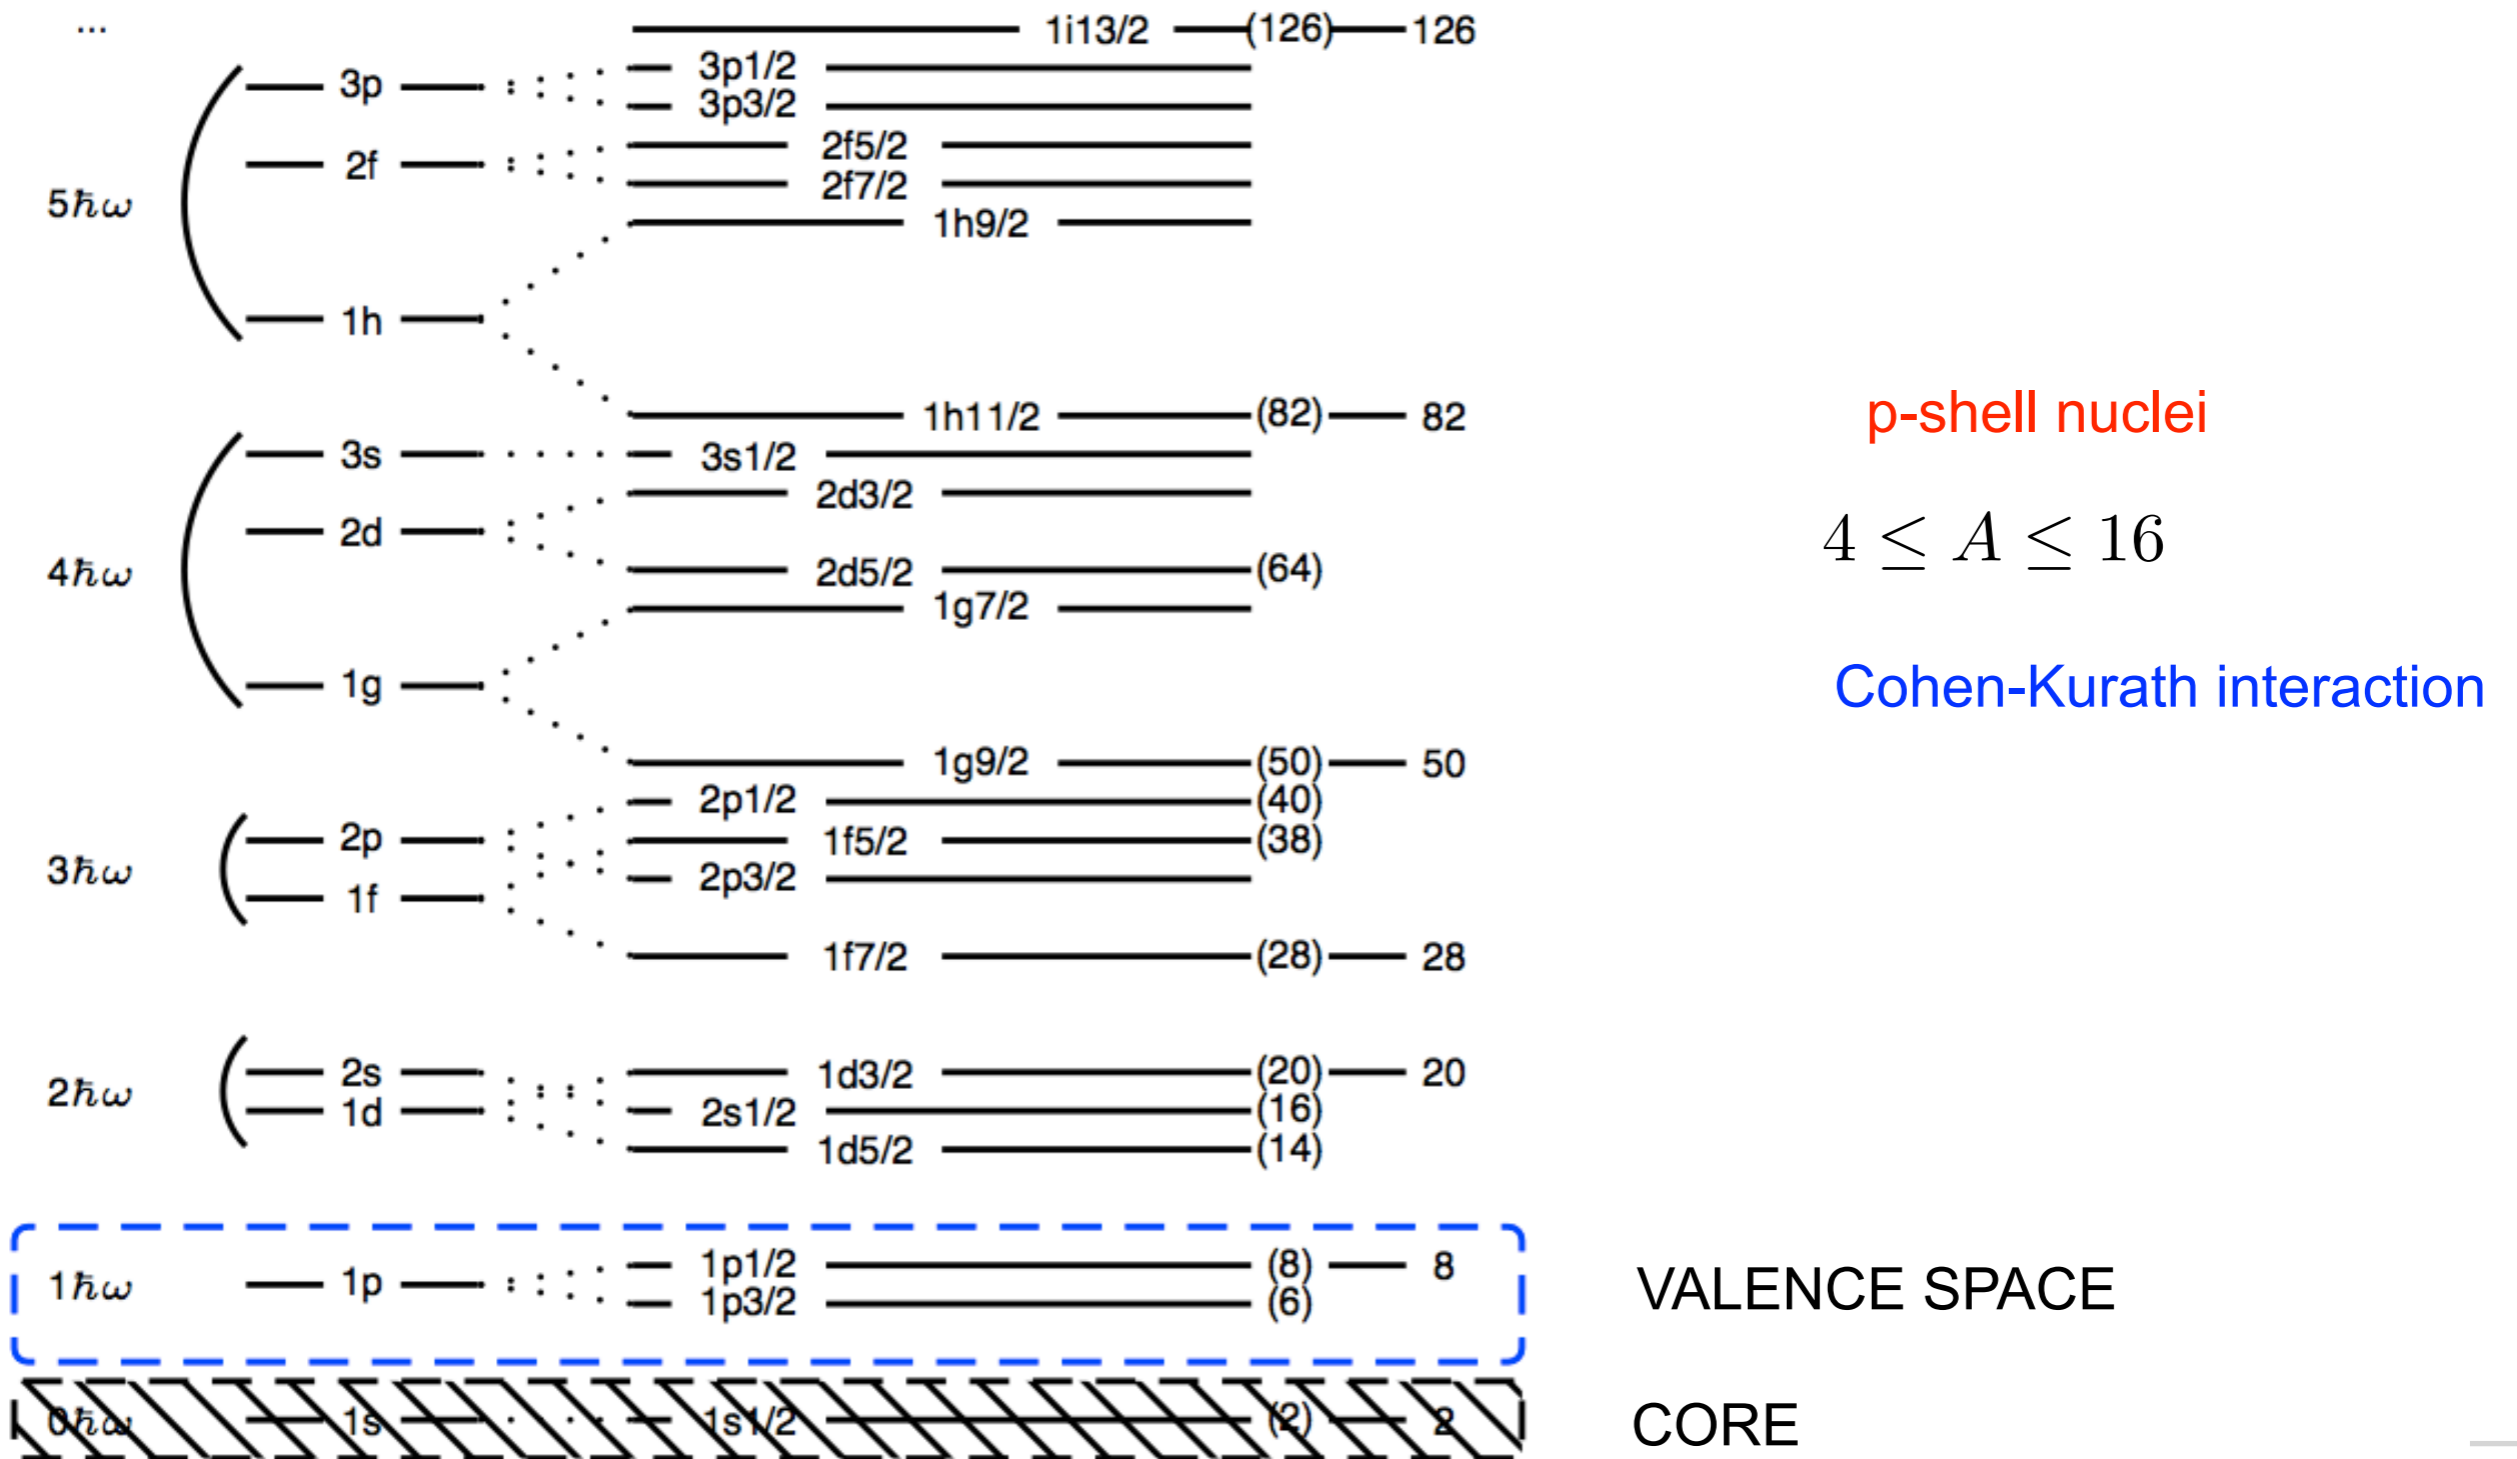 ... 1i13/2 (126) 126
3p1/2
3p
3p3/2
2f5/2
2f
2f7/2
5ħω
1h9/2
1h
1h11/2 (82) 82
3s 3s1/2
2d3/2
2d
4ħω 2d5/2 (64)
1g7/2
1g
1g9/2 (50) 50
2p1/2 (40)
2p 1f5/2 (38)
3ħω 2p3/2
1f
1f7/2 (28) 28
2s 1d3/2 (20) 20
2ħω
1d 2s1/2 (16)
1d5/2 (14)
1p1/2 (8) 8
1ħω 1p
1p3/2 (6)
0ħω 1s 1s1/2 (2) 2
p-shell nuclei
4 ≤ A ≤ 16
Cohen-Kurath interaction
VALENCE SPACE
CORE